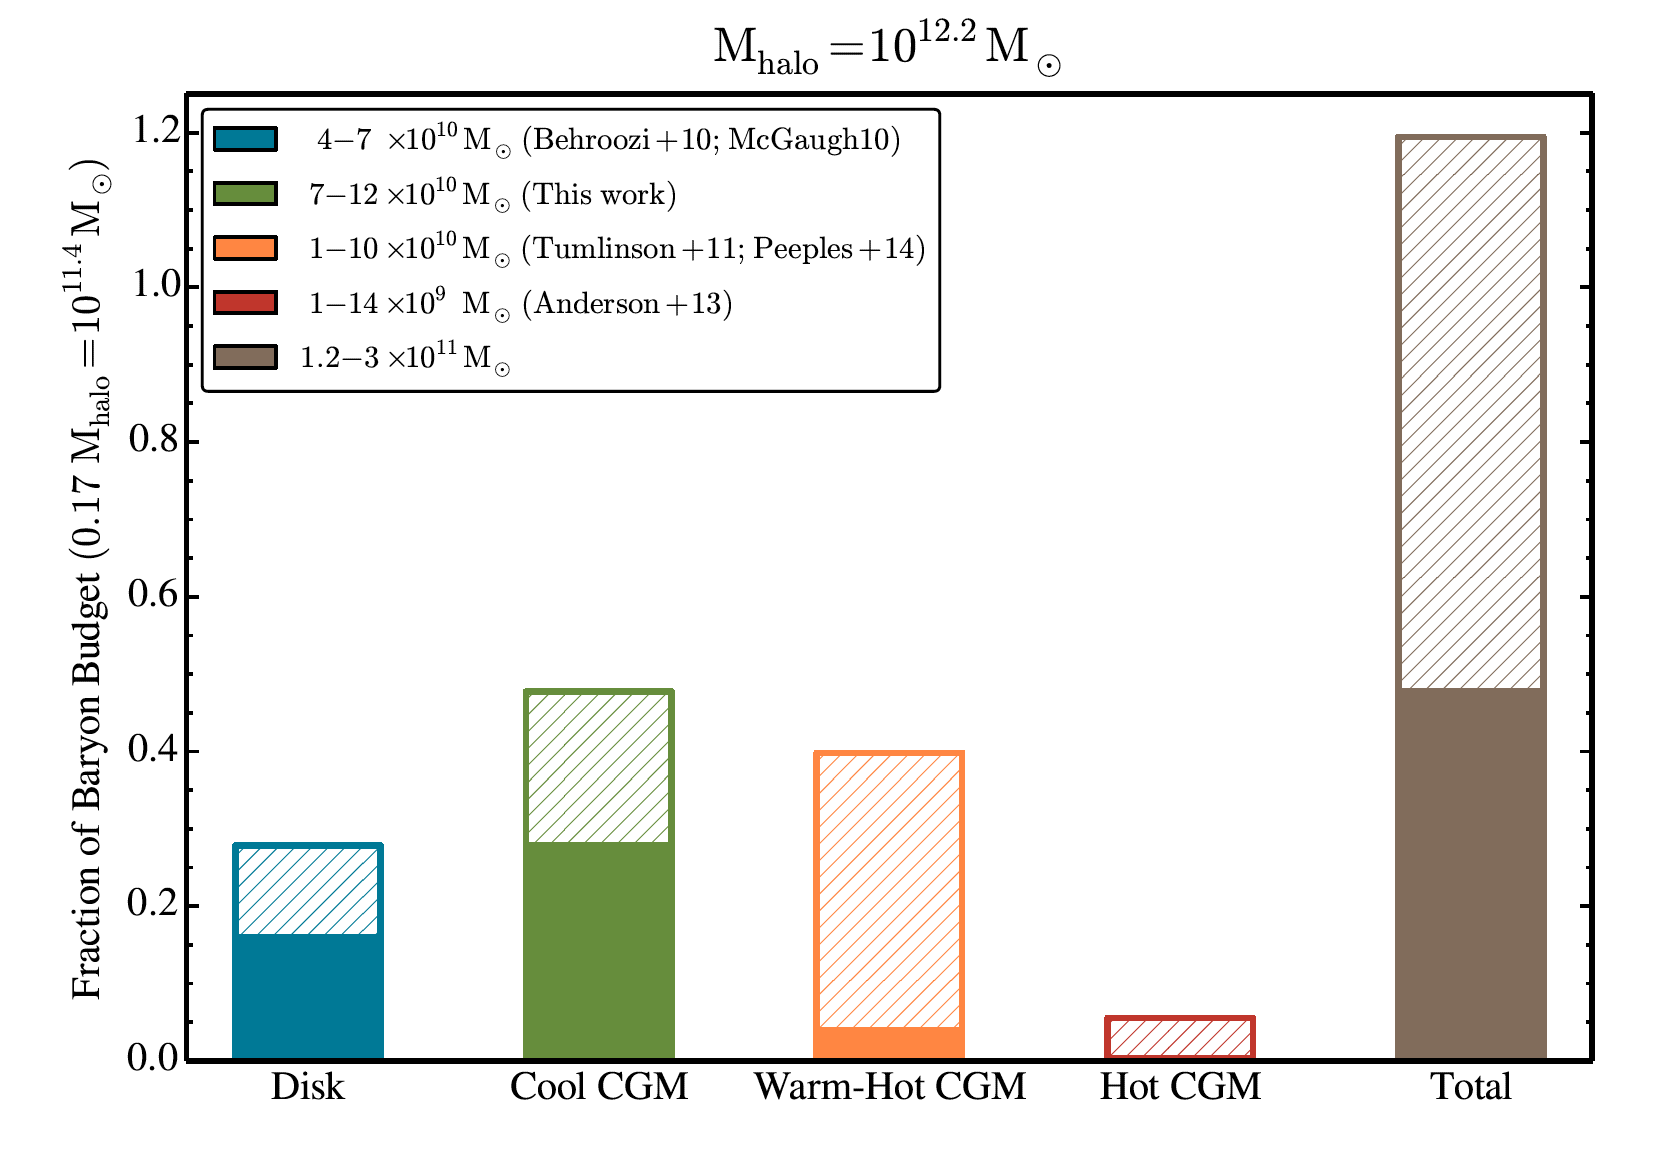 M_halo = 10^12.2 M_⊙
Fraction of Baryon Budget (0.17 M_halo = 10^11.4 M_⊙)
1.2
1.0
0.8
0.6
0.4
0.2
0.0
4−7 ×10^10 M_⊙ (Behroozi+10; McGaugh10)
7−12 ×10^10 M_⊙ (This work)
1−10 ×10^10 M_⊙ (Tumlinson+11; Peeples+14)
1−14 ×10^9 M_⊙ (Anderson+13)
1.2−3 ×10^11 M_⊙
Disk
Cool CGM
Warm-Hot CGM
Hot CGM
Total